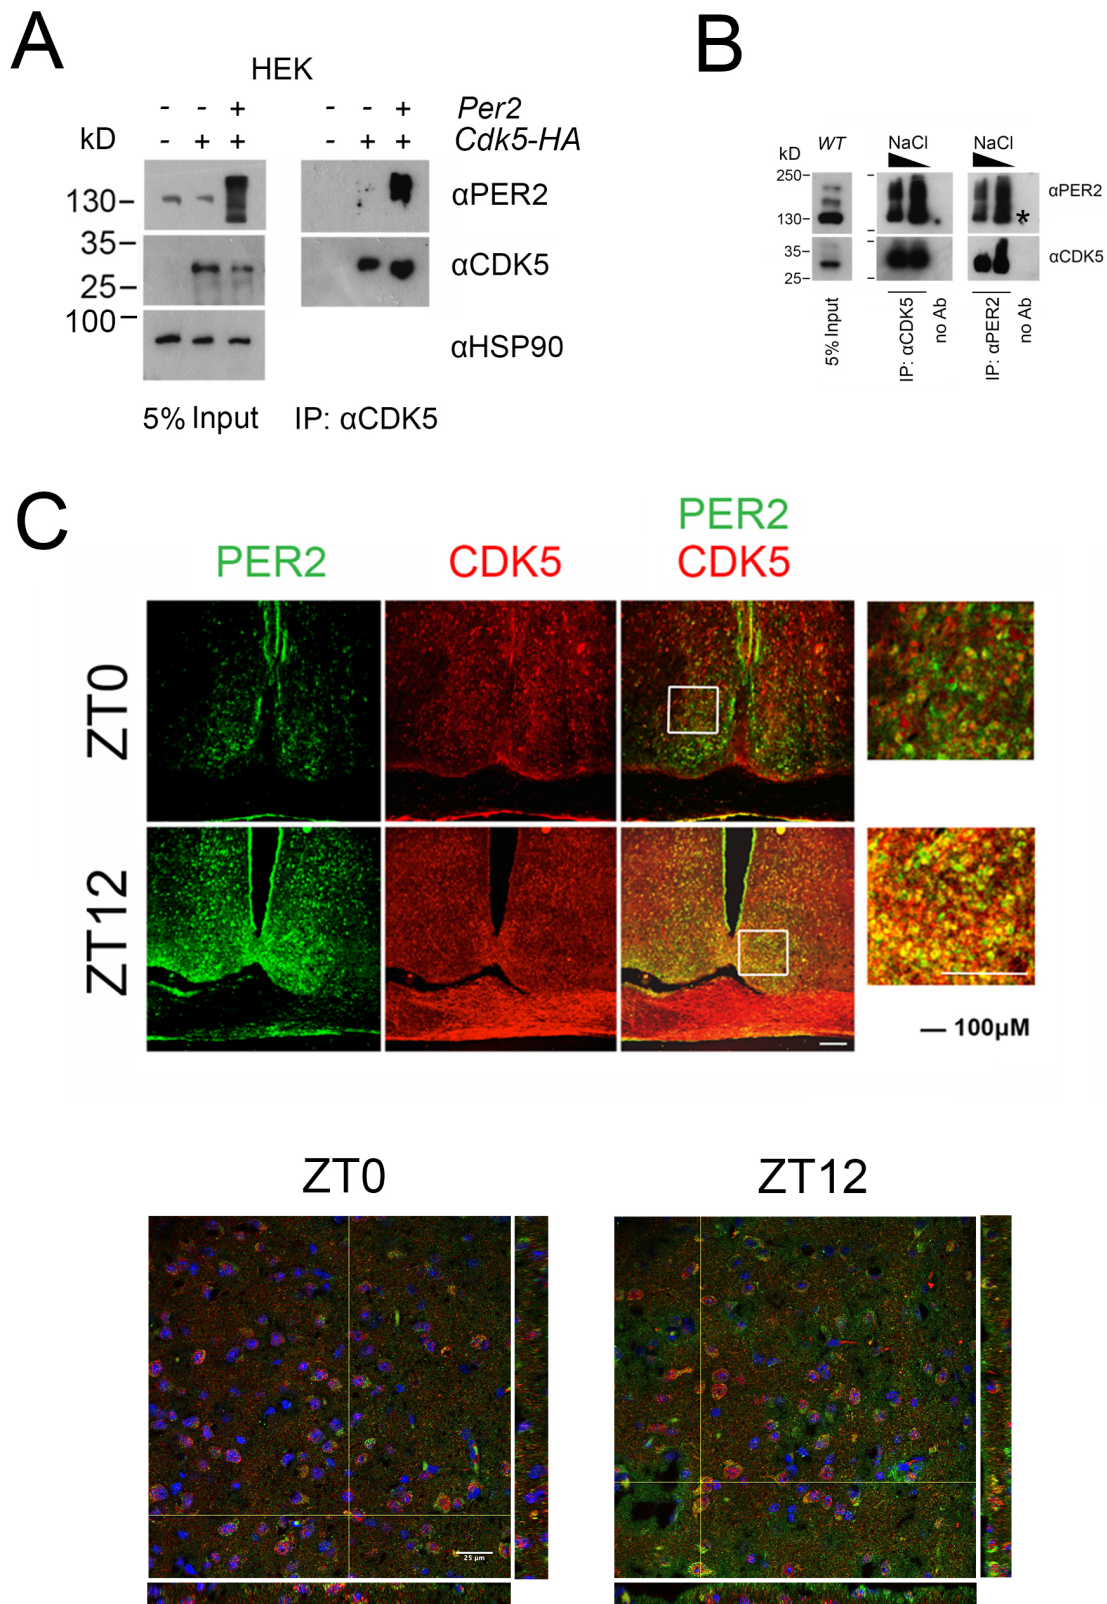 A
HEK
- - + - - + Per2
kD - + + - + + Cdk5-HA
130 αPER2
35
25 αCDK5
100
αHSP90
5% Input IP: αCDK5
B
kD WT NaCl NaCl
250 αPER2
130 *
35 αCDK5
25
5% Input IP: αCDK5 no Ab IP: αPER2 no Ab
C
PER2
PER2 CDK5 CDK5
ZT0
ZT12
100µM
ZT0 ZT12
25 µm